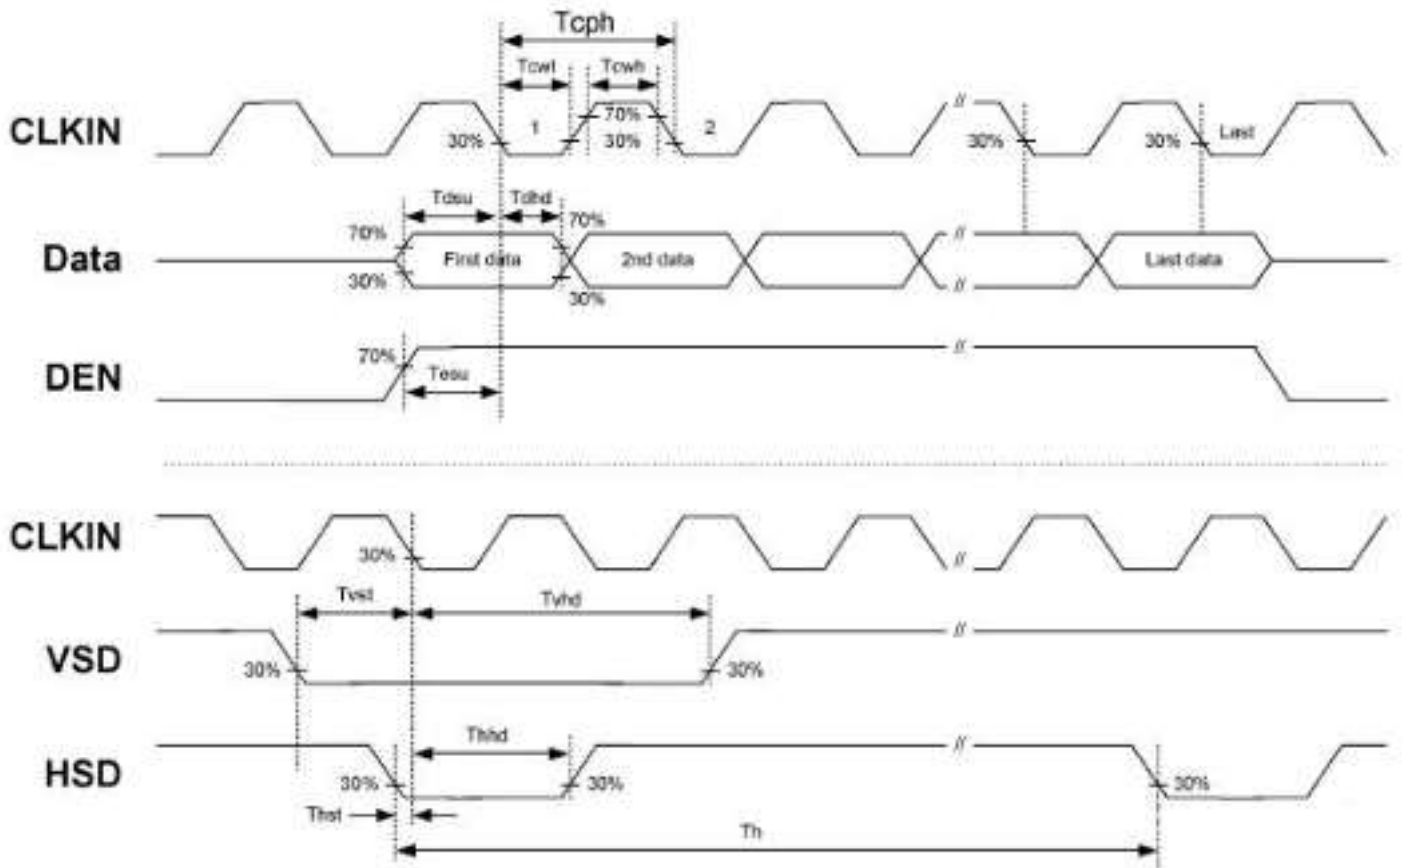 Tcph
Tcwl Tcwh
CLKIN 30% 1 70% 30% 2 30% 30% Last
Tdsu Tdhd
70% 70%
Data First data 2nd data Last data
30% 30%
70%
DEN Tesu
CLKIN 30%
Tvst Tvhd
VSD 30% 30%
Thhd
HSD 30% 30% 30%
Thst
Th